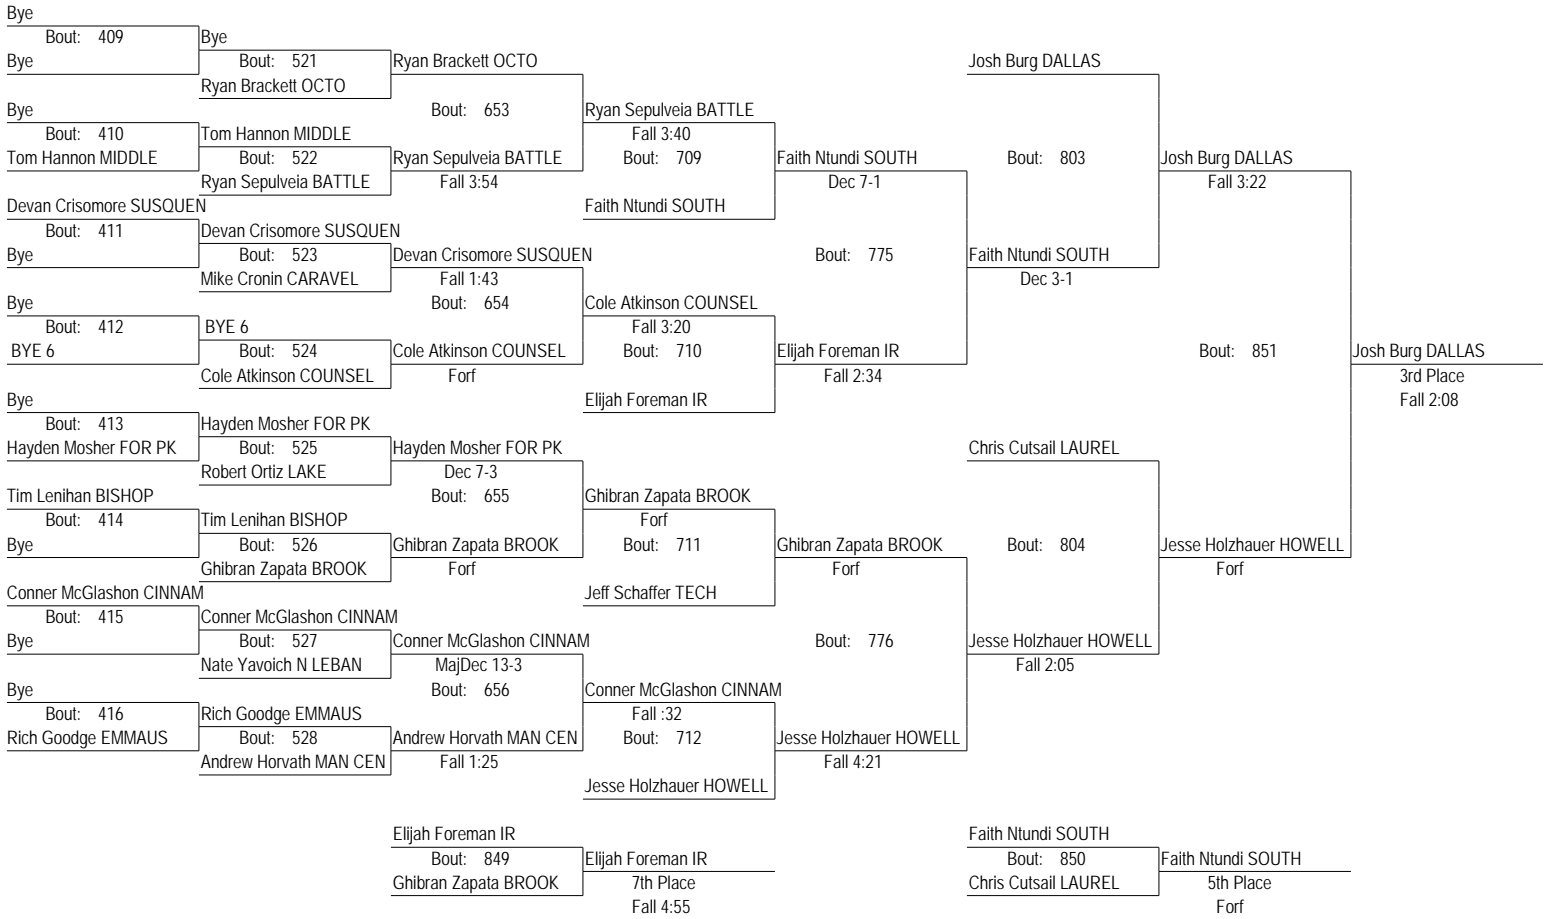 Bye
Bout: 409 Bye
Bye Bout: 521 Ryan Brackett OCTO Josh Burg DALLAS
Ryan Brackett OCTO
Bye Bout: 653 Ryan Sepulveia BATTLE
Bout: 410 Tom Hannon MIDDLE Fall 3:40
Tom Hannon MIDDLE Bout: 522 Ryan Sepulveia BATTLE Bout: 709 Faith Ntundi SOUTH Bout: 803 Josh Burg DALLAS
Ryan Sepulveia BATTLE Fall 3:54 Dec 7-1 Fall 3:22
Devan Crisomore SUSQUEN Faith Ntundi SOUTH
Bout: 411 Devan Crisomore SUSQUEN
Bye Bout: 523 Devan Crisomore SUSQUEN Bout: 775 Faith Ntundi SOUTH
Mike Cronin CARAVEL Fall 1:43 Dec 3-1
Bye Bout: 654 Cole Atkinson COUNSEL
Bout: 412 BYE 6 Fall 3:20
BYE 6 Bout: 524 Cole Atkinson COUNSEL Bout: 710 Elijah Foreman IR Bout: 851 Josh Burg DALLAS
Cole Atkinson COUNSEL Forf Fall 2:34 3rd Place
Bye Elijah Foreman IR Fall 2:08
Bout: 413 Hayden Mosher FOR PK
Hayden Mosher FOR PK Bout: 525 Hayden Mosher FOR PK Chris Cutsail LAUREL
Robert Ortiz LAKE Dec 7-3
Tim Lenihan BISHOP Bout: 655 Ghibran Zapata BROOK
Bout: 414 Tim Lenihan BISHOP Forf
Bye Bout: 526 Ghibran Zapata BROOK Bout: 711 Ghibran Zapata BROOK Bout: 804 Jesse Holzhauer HOWELL
Ghibran Zapata BROOK Forf Forf Forf
Conner McGlashon CINNAM Jeff Schaffer TECH
Bout: 415 Conner McGlashon CINNAM
Bye Bout: 527 Conner McGlashon CINNAM Bout: 776 Jesse Holzhauer HOWELL
Nate Yavoich N LEBAN MajDec 13-3 Fall 2:05
Bye Bout: 656 Conner McGlashon CINNAM
Bout: 416 Rich Goodge EMMAUS Fall :32
Rich Goodge EMMAUS Bout: 528 Andrew Horvath MAN CEN Bout: 712 Jesse Holzhauer HOWELL
Andrew Horvath MAN CEN Fall 1:25 Fall 4:21
Jesse Holzhauer HOWELL
Elijah Foreman IR Faith Ntundi SOUTH
Bout: 849 Elijah Foreman IR Bout: 850 Faith Ntundi SOUTH
Ghibran Zapata BROOK 7th Place Chris Cutsail LAUREL 5th Place
Fall 4:55 Forf